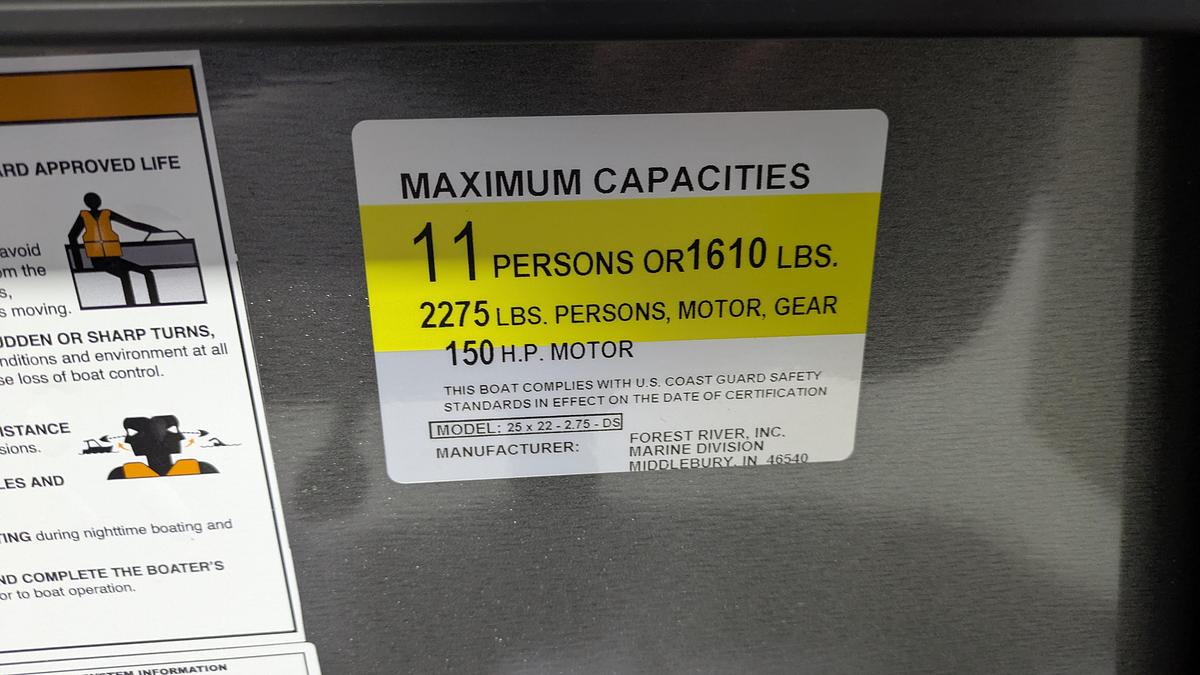 RD APPROVED LIFE
avoid
om the
s,
s moving.
UDDEN OR SHARP TURNS,
nditions and environment at all
se loss of boat control.
ISTANCE
sions.
LES AND
TING during nighttime boating and
ND COMPLETE THE BOATER'S
or to boat operation.
STEM INFORMATION
MAXIMUM CAPACITIES
11 PERSONS OR 1610 LBS.
2275 LBS. PERSONS, MOTOR, GEAR
150 H.P. MOTOR
THIS BOAT COMPLIES WITH U.S. COAST GUARD SAFETY
STANDARDS IN EFFECT ON THE DATE OF CERTIFICATION
MODEL: 25 x 22 - 2.75 - DS
MANUFACTURER:
FOREST RIVER, INC.
MARINE DIVISION
MIDDLEBURY, IN 46540